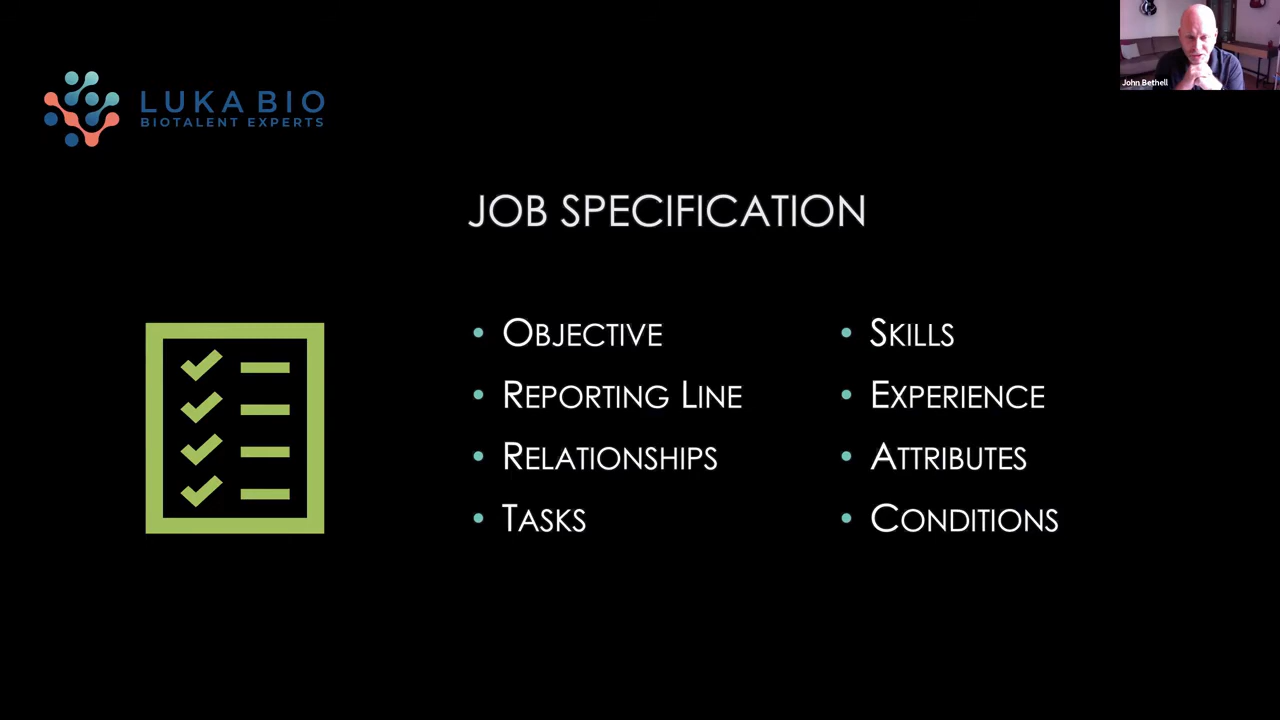 LUKA BIO
BIOTALENT EXPERTS
John Bethell
JOB SPECIFICATION
• OBJECTIVE
• REPORTING LINE
• RELATIONSHIPS
• TASKS
• SKILLS
• EXPERIENCE
• ATTRIBUTES
• CONDITIONS